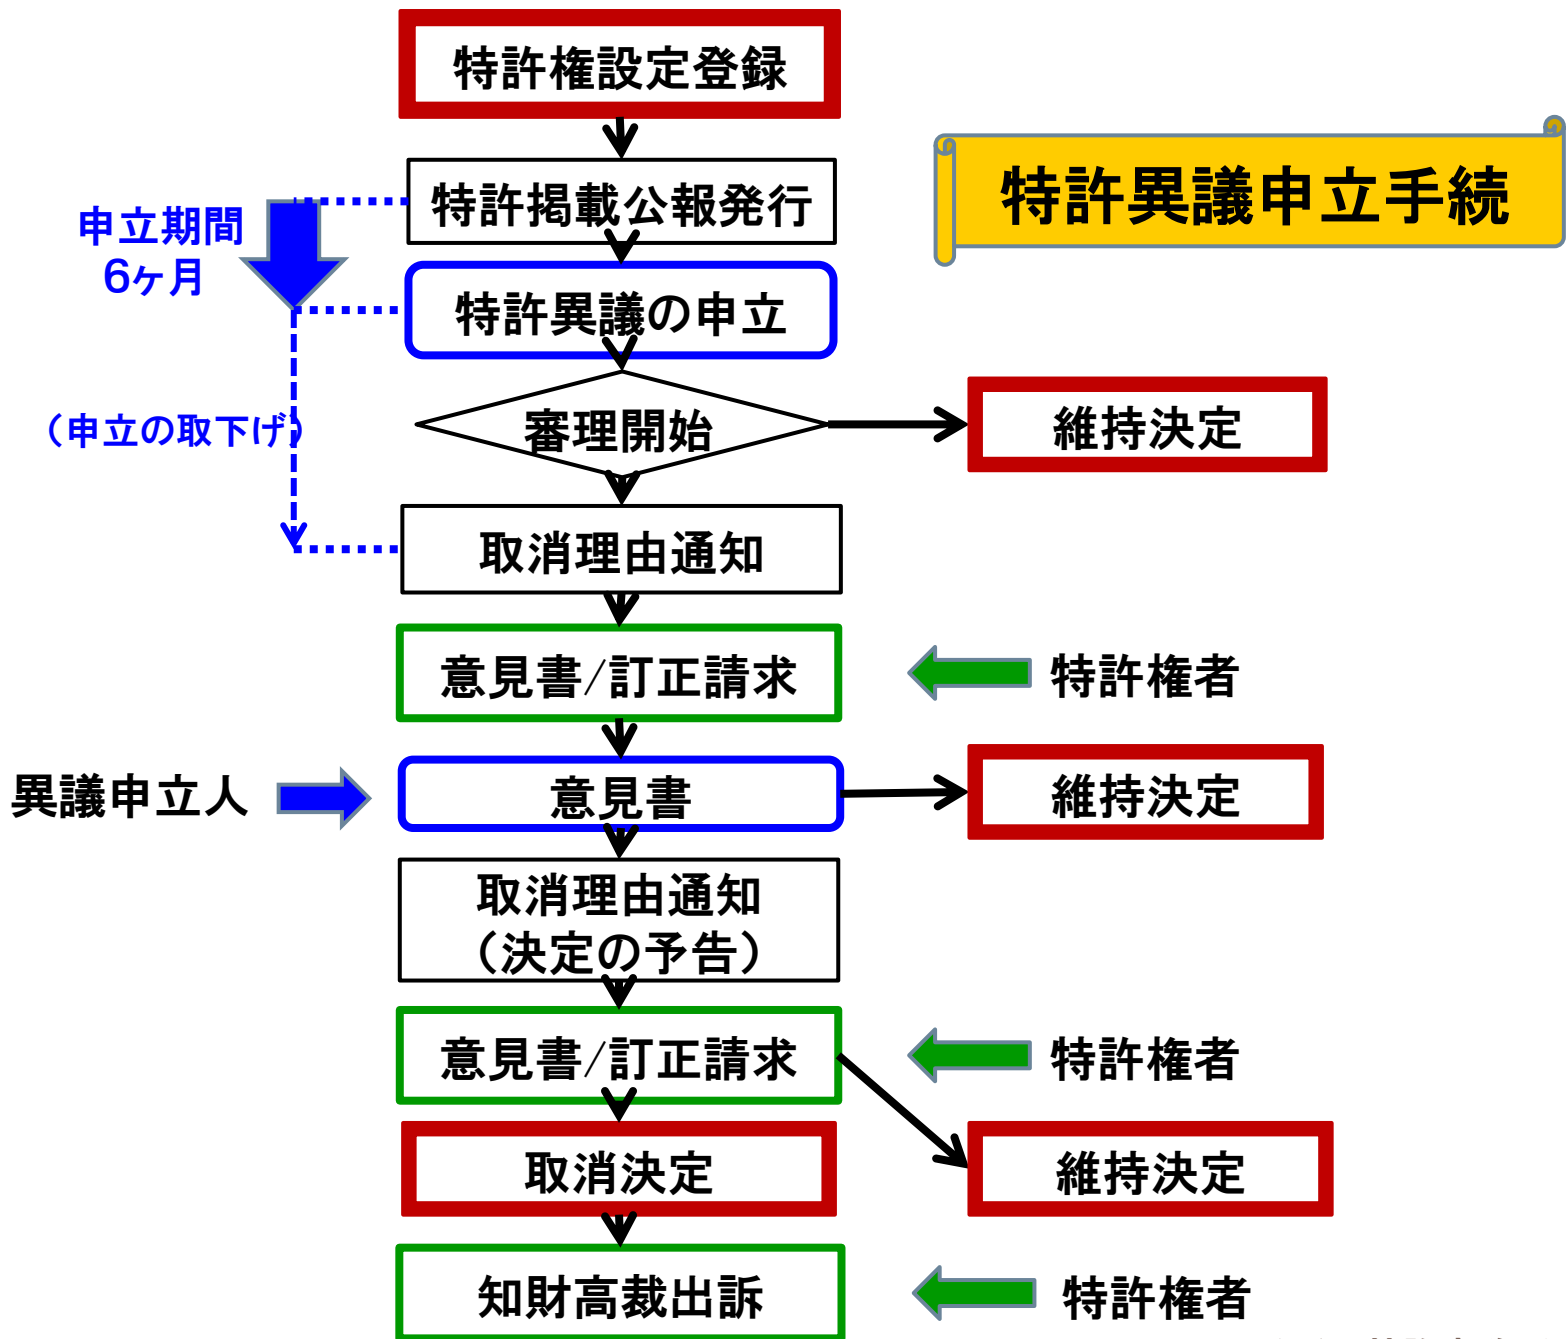 特許権設定登録
特許異議申立手続
特許掲載公報発行
申立期間
6ヶ月
特許異議の申立
(申立の取下げ)
審理開始
維持決定
取消理由通知
意見書/訂正請求
特許権者
異議申立人
意見書
維持決定
取消理由通知
(決定の予告)
意見書/訂正請求
特許権者
取消決定
維持決定
知財高裁出訴
特許権者